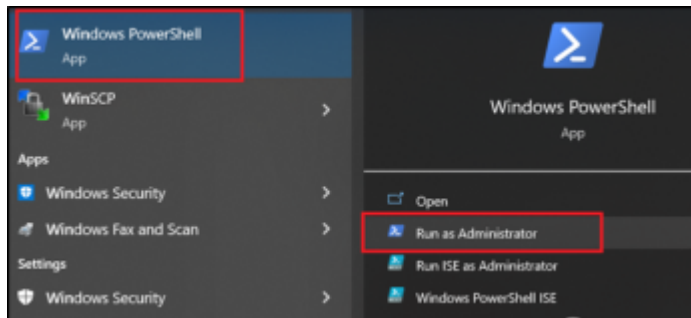 Windows PowerShell
App
WinSCP
App
Apps
Windows Security
Windows Fax and Scan
Settings
Windows Security
Windows PowerShell
App
Open
Run as Administrator
Run ISE as Administrator
Windows PowerShell ISE